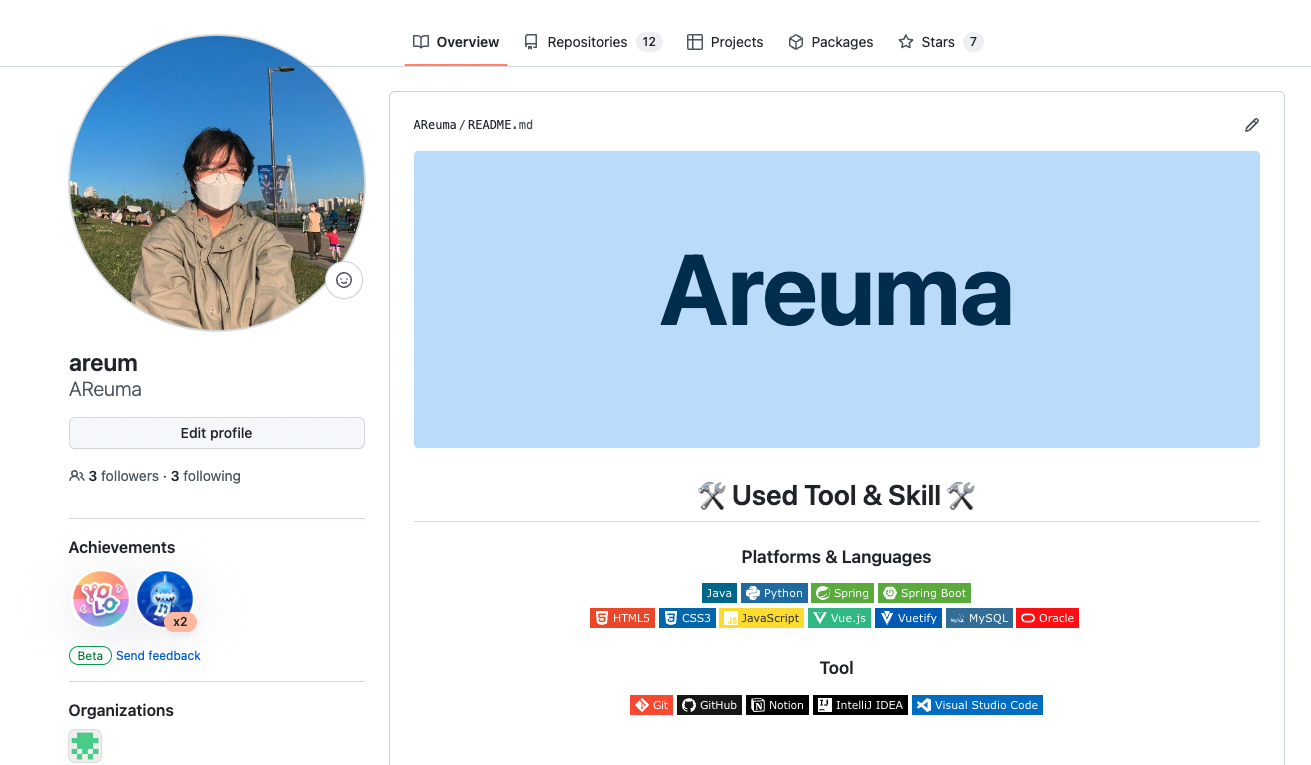 Overview Repositories 12 Projects Packages Stars 7
AReuma / README.md
Areuma
areum
AReuma
Edit profile
3 followers · 3 following
Achievements
YOLO
x2
Beta Send feedback
Organizations
🛠 Used Tool & Skill 🛠
Platforms & Languages
Java Python Spring Spring Boot
HTML5 CSS3 JavaScript Vue.js Vuetify MySQL Oracle
Tool
Git GitHub Notion IntelliJ IDEA Visual Studio Code